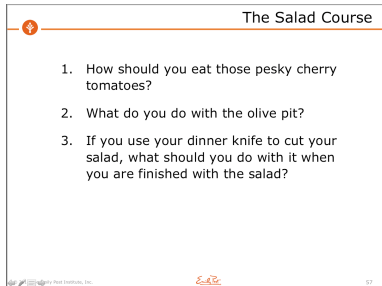 The Salad Course
1. How should you eat those pesky cherry
tomatoes?
2. What do you do with the olive pit?
3. If you use your dinner knife to cut your
salad, what should you do with it when
you are finished with the salad?
Post Institute, Inc.
Emily Post
57